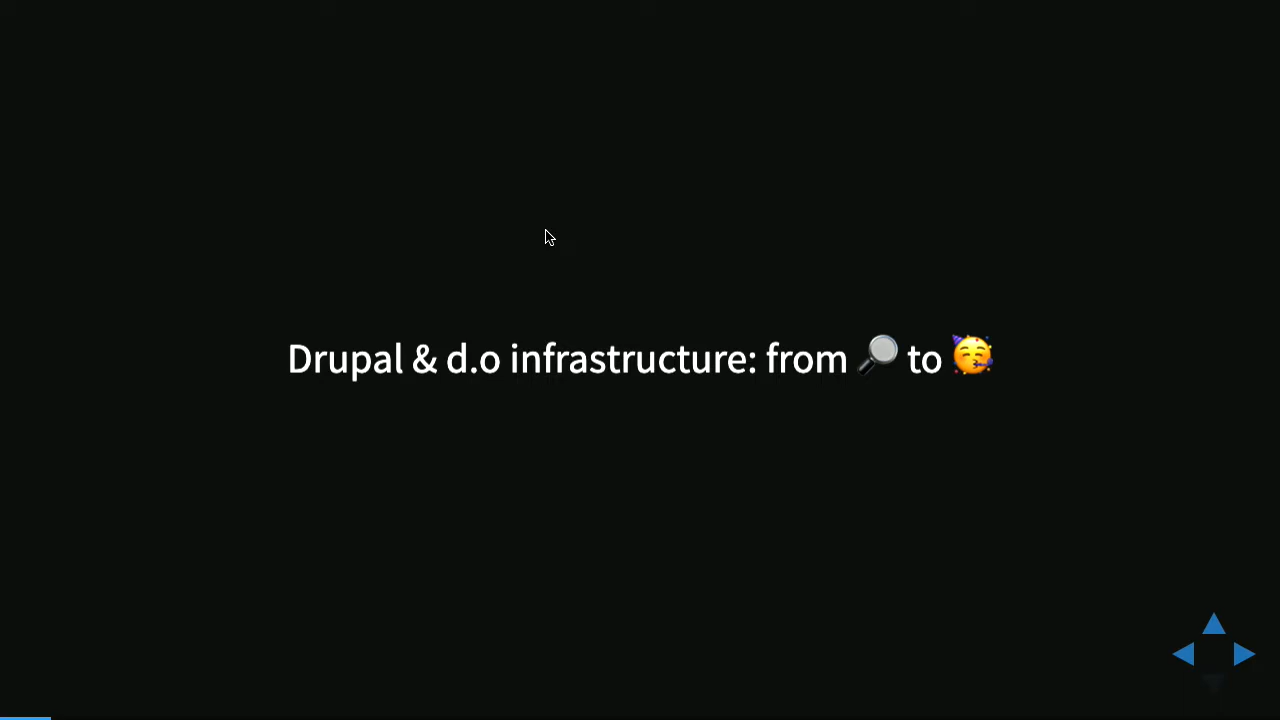 Drupal & d.o infrastructure: from 🔎 to 🥳